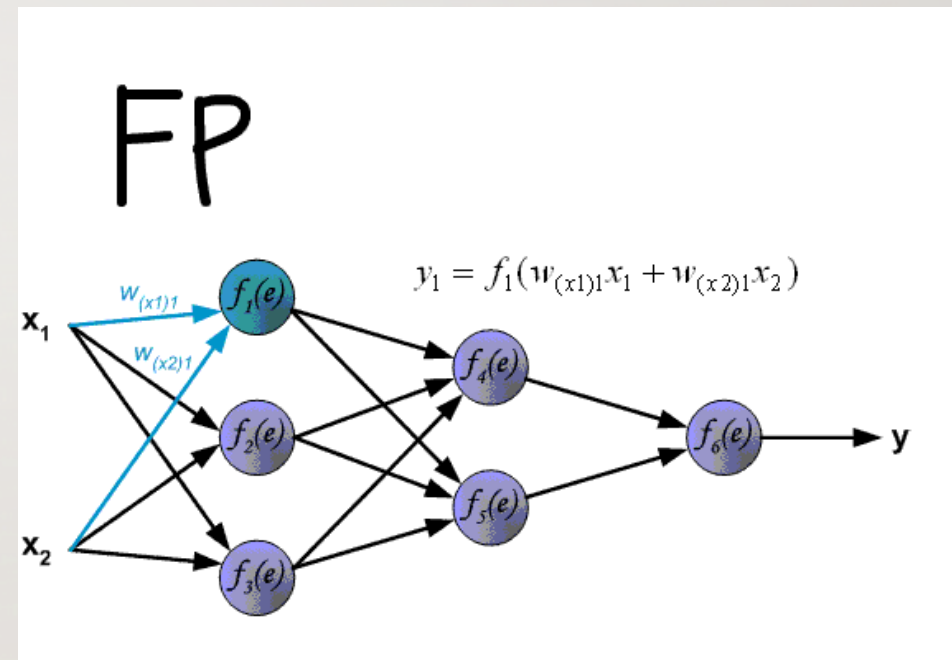 FP
y₁ = f₁(w₍ₓ₁₎₁x₁ + w₍ₓ₂₎₁x₂)
w(x1)1
f₁(e)
x₁
w(x2)1
f₄(e)
f₂(e)
f₆(e)
y
f₅(e)
x₂
f₃(e)